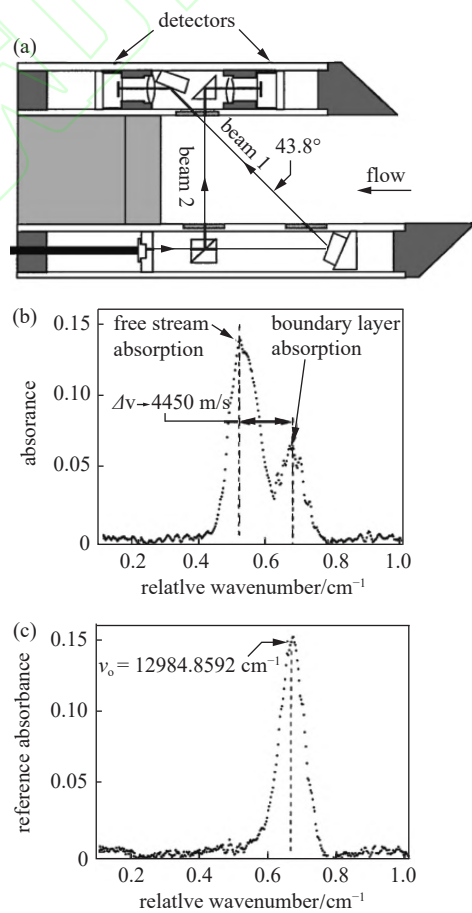 (a)
detectors
beam 1
43.8°
beam 2
flow
(b)
0.15
free stream
absorption
boundary layer
absorption
0.10
Δv→4450 m/s
0.05
0
absorance
0.2
0.4
0.6
0.8
1.0
relatlve wavenumber/cm⁻¹
(c)
0.15
νₒ = 12984.8592 cm⁻¹
0.10
0.05
0
reference absorbance
0.2
0.4
0.6
0.8
1.0
relatlve wavenumber/cm⁻¹